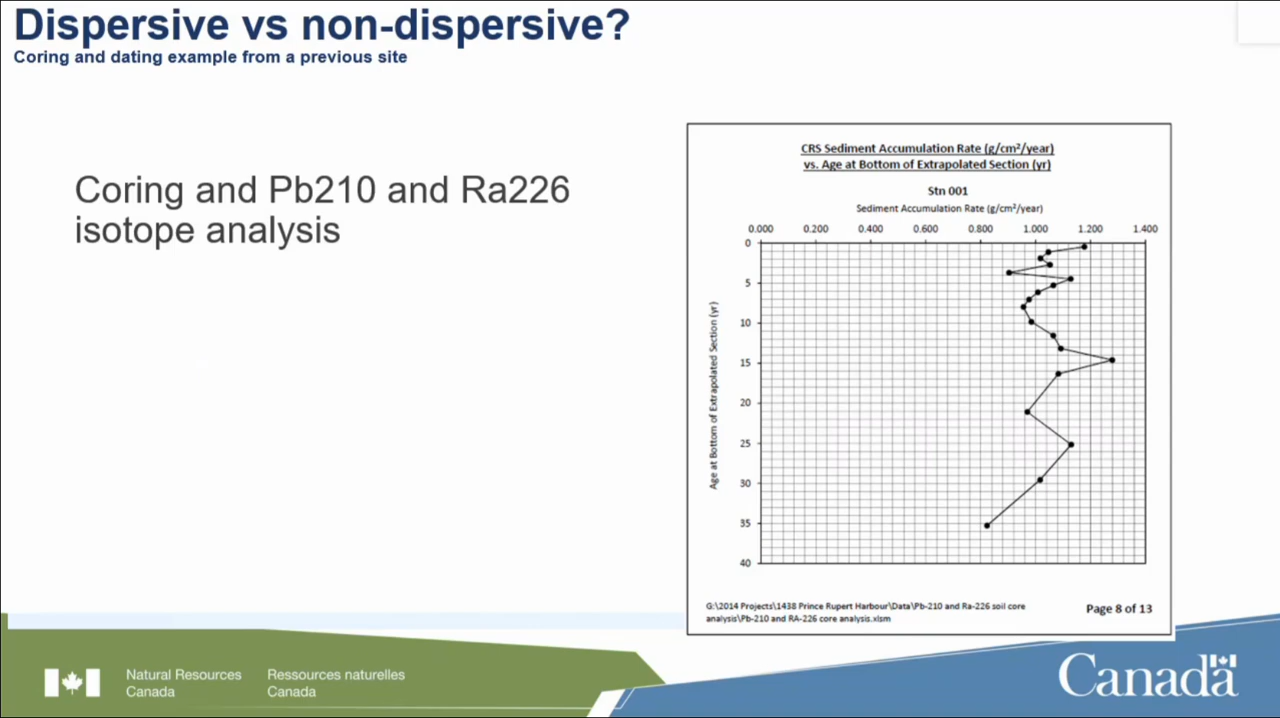 Dispersive vs non-dispersive?
Coring and dating example from a previous site
Coring and Pb210 and Ra226
isotope analysis
CRS Sediment Accumulation Rate (g/cm²/year)
vs. Age at Bottom of Extrapolated Section (yr)
Stn 001
Sediment Accumulation Rate (g/cm²/year)
0.000 0.200 0.400 0.600 0.800 1.000 1.200 1.400
0
5
10
15
20
25
30
35
40
Age at Bottom of Extrapolated Section (yr)
G:\2014 Projects\1438 Prince Rupert Harbour\Data\Pb-210 and Ra-226 soil core
analysis\Pb-210 and RA-226 core analysis.xlsm
Page 8 of 13
Natural Resources
Canada
Ressources naturelles
Canada
Canada